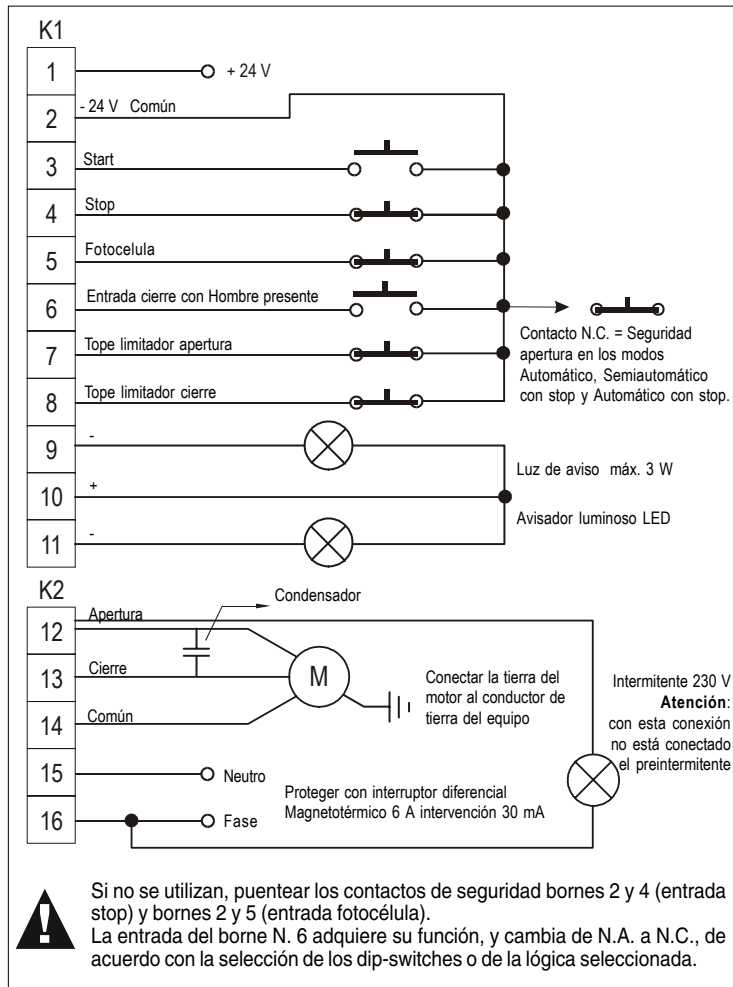 K1
1
+ 24 V
2
- 24 V Común
3
Start
4
Stop
5
Fotocelula
6
Entrada cierre con Hombre presente
7
Tope limitador apertura
8
Tope limitador cierre
Contacto N.C. = Seguridad
apertura en los modos
Automático, Semiautomático
con stop y Automático con stop.
9
-
Luz de aviso máx. 3 W
10
+
Avisador luminoso LED
11
-
K2
Condensador
12
Apertura
13
Cierre
M
14
Común
Conectar la tierra del
motor al conductor de
tierra del equipo
Intermitente 230 V
Atención:
con esta conexión
no está conectado
el preintermitente
15
Neutro
16
Fase
Proteger con interruptor diferencial
Magnetotérmico 6 A intervención 30 mA
!
Si no se utilizan, puentear los contactos de seguridad bornes 2 y 4 (entrada
stop) y bornes 2 y 5 (entrada fotocélula).
La entrada del borne N. 6 adquiere su función, y cambia de N.A. a N.C., de
acuerdo con la selección de los dip-switches o de la lógica seleccionada.